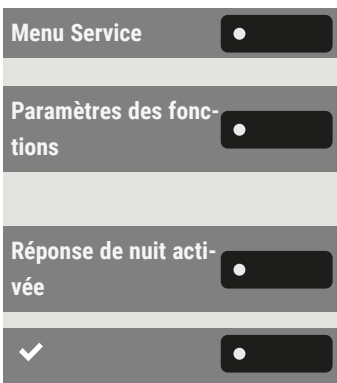 Menu Service
Paramètres des fonc-
tions
Réponse de nuit acti-
vée